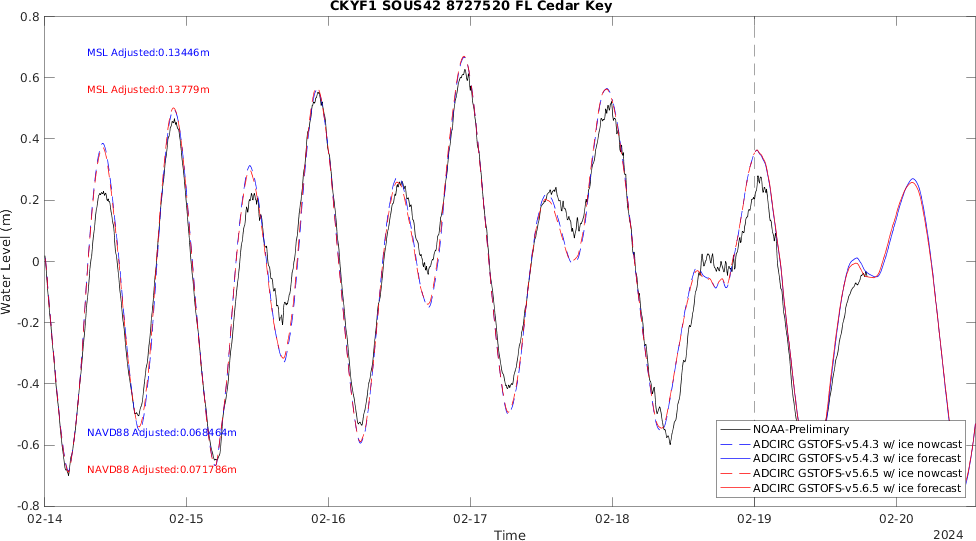 CKYF1 SOUS42 8727520 FL Cedar Key
0.8
0.6
0.4
0.2
0
-0.2
-0.4
-0.6
-0.8
Water Level (m)
MSL Adjusted:0.13446m
MSL Adjusted:0.13779m
NAVD88 Adjusted:0.068464m
NAVD88 Adjusted:0.071786m
NOAA-Preliminary
ADCIRC GSTOFS-v5.4.3 w/ ice nowcast
ADCIRC GSTOFS-v5.4.3 w/ ice forecast
ADCIRC GSTOFS-v5.6.5 w/ ice nowcast
ADCIRC GSTOFS-v5.6.5 w/ ice forecast
02-14 02-15 02-16 02-17 02-18 02-19 02-20
Time
2024